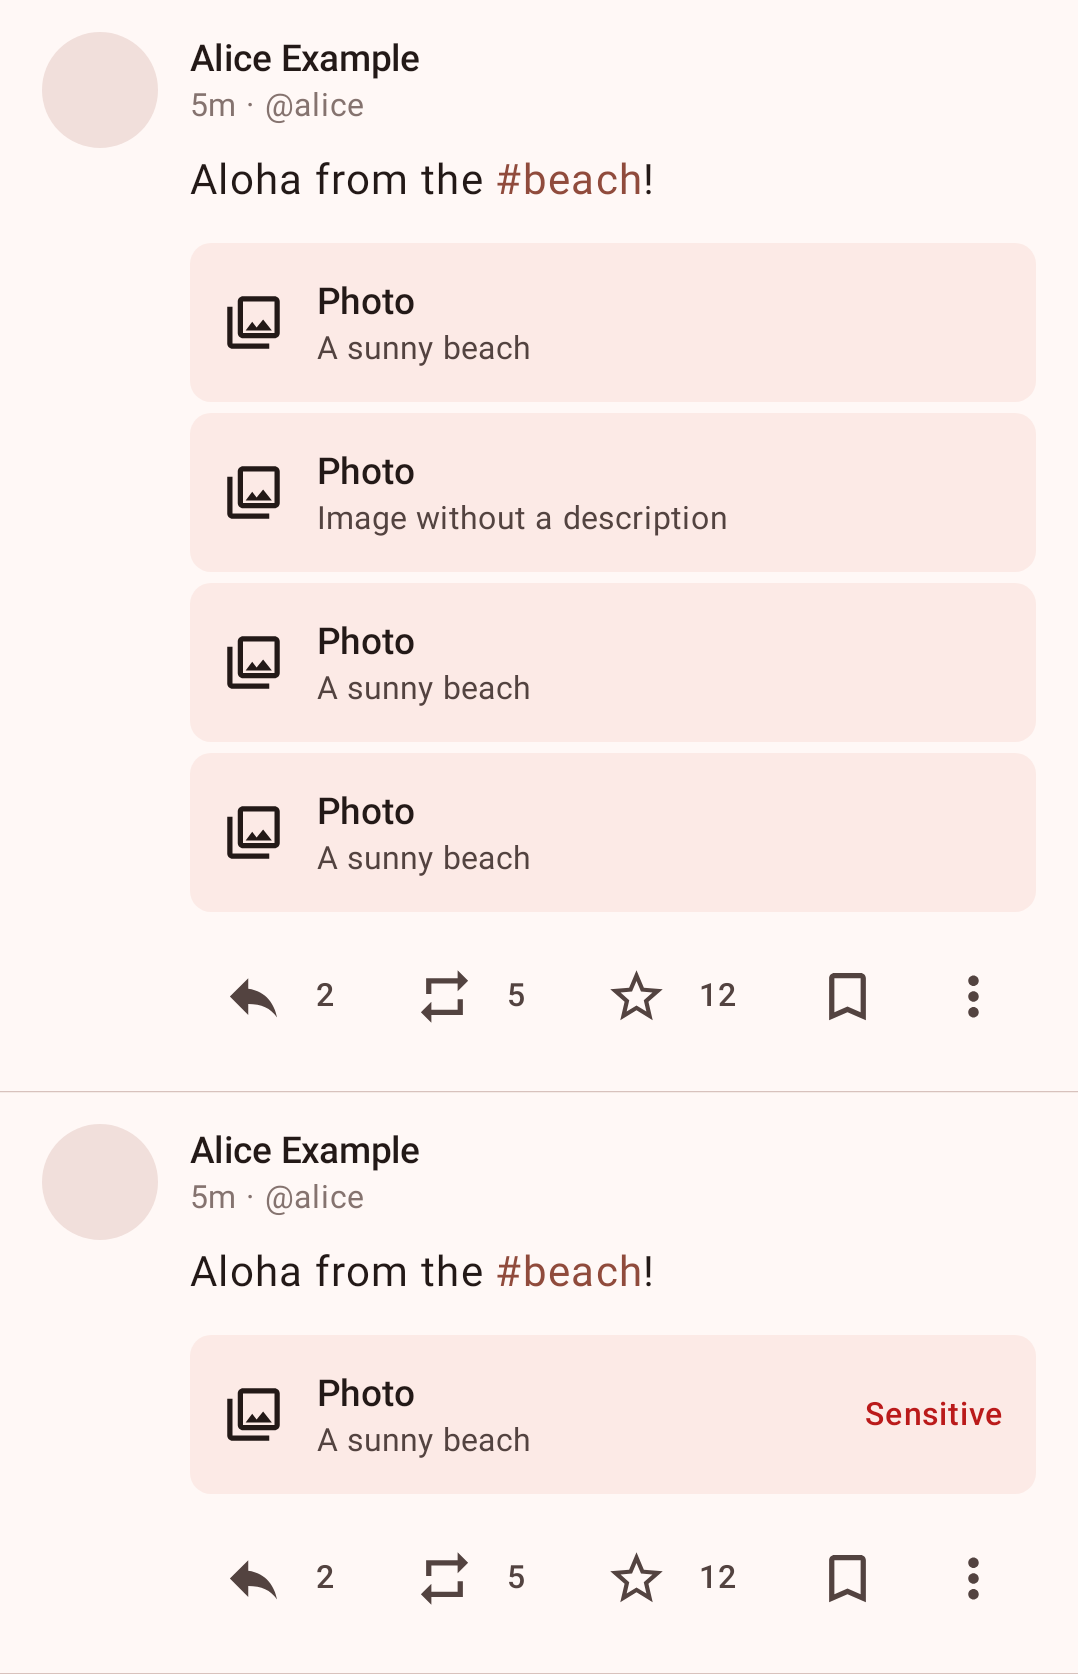 Alice Example
5m · @alice
Aloha from the #beach!
Photo
A sunny beach
Photo
Image without a description
Photo
A sunny beach
Photo
A sunny beach
2 5 12
Alice Example
5m · @alice
Aloha from the #beach!
Photo
A sunny beach
Sensitive
2 5 12